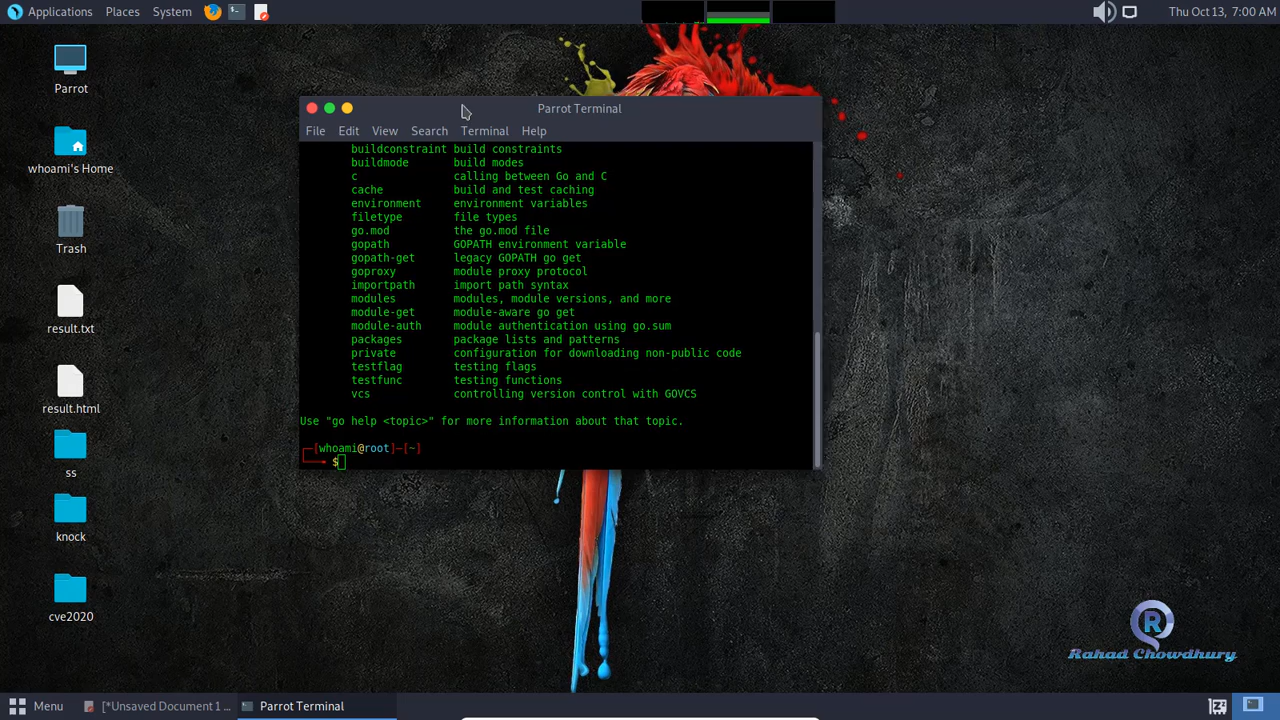 Applications Places System
Thu Oct 13, 7:00 AM
Parrot
whoami's Home
Trash
result.txt
result.html
ss
knock
cve2020
Parrot Terminal
File Edit View Search Terminal Help
buildconstraint build constraints
buildmode build modes
c calling between Go and C
cache build and test caching
environment environment variables
filetype file types
go.mod the go.mod file
gopath GOPATH environment variable
gopath-get legacy GOPATH go get
goproxy module proxy protocol
importpath import path syntax
modules modules, module versions, and more
module-get module-aware go get
module-auth module authentication using go.sum
packages package lists and patterns
private configuration for downloading non-public code
testflag testing flags
testfunc testing functions
vcs controlling version control with GOVCS
Use "go help <topic>" for more information about that topic.
┌─[whoami@root]─[~]
└──╼ $
R
Rahad Chowdhury
Menu [*Unsaved Document 1 ... Parrot Terminal